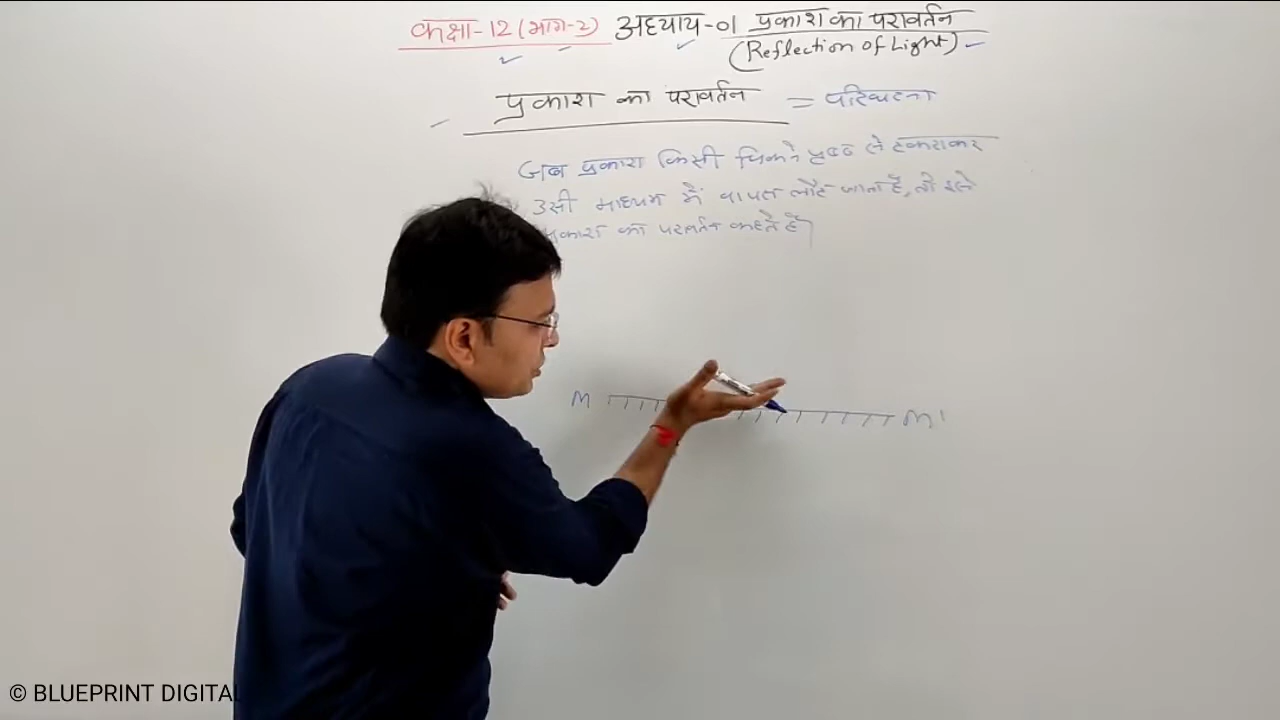 कक्षा-12 (भाग-2) अध्याय-01 प्रकाश का परावर्तन
(Reflection of Light)
प्रकाश का परावर्तन = परिघटना
जब प्रकाश किसी चिकने पृष्ठ से टकराकर
उसी माध्यम में वापस लौट जाता है, तो इसे
प्रकाश का परावर्तन कहते हैं।
M M'
© BLUEPRINT DIGITAL